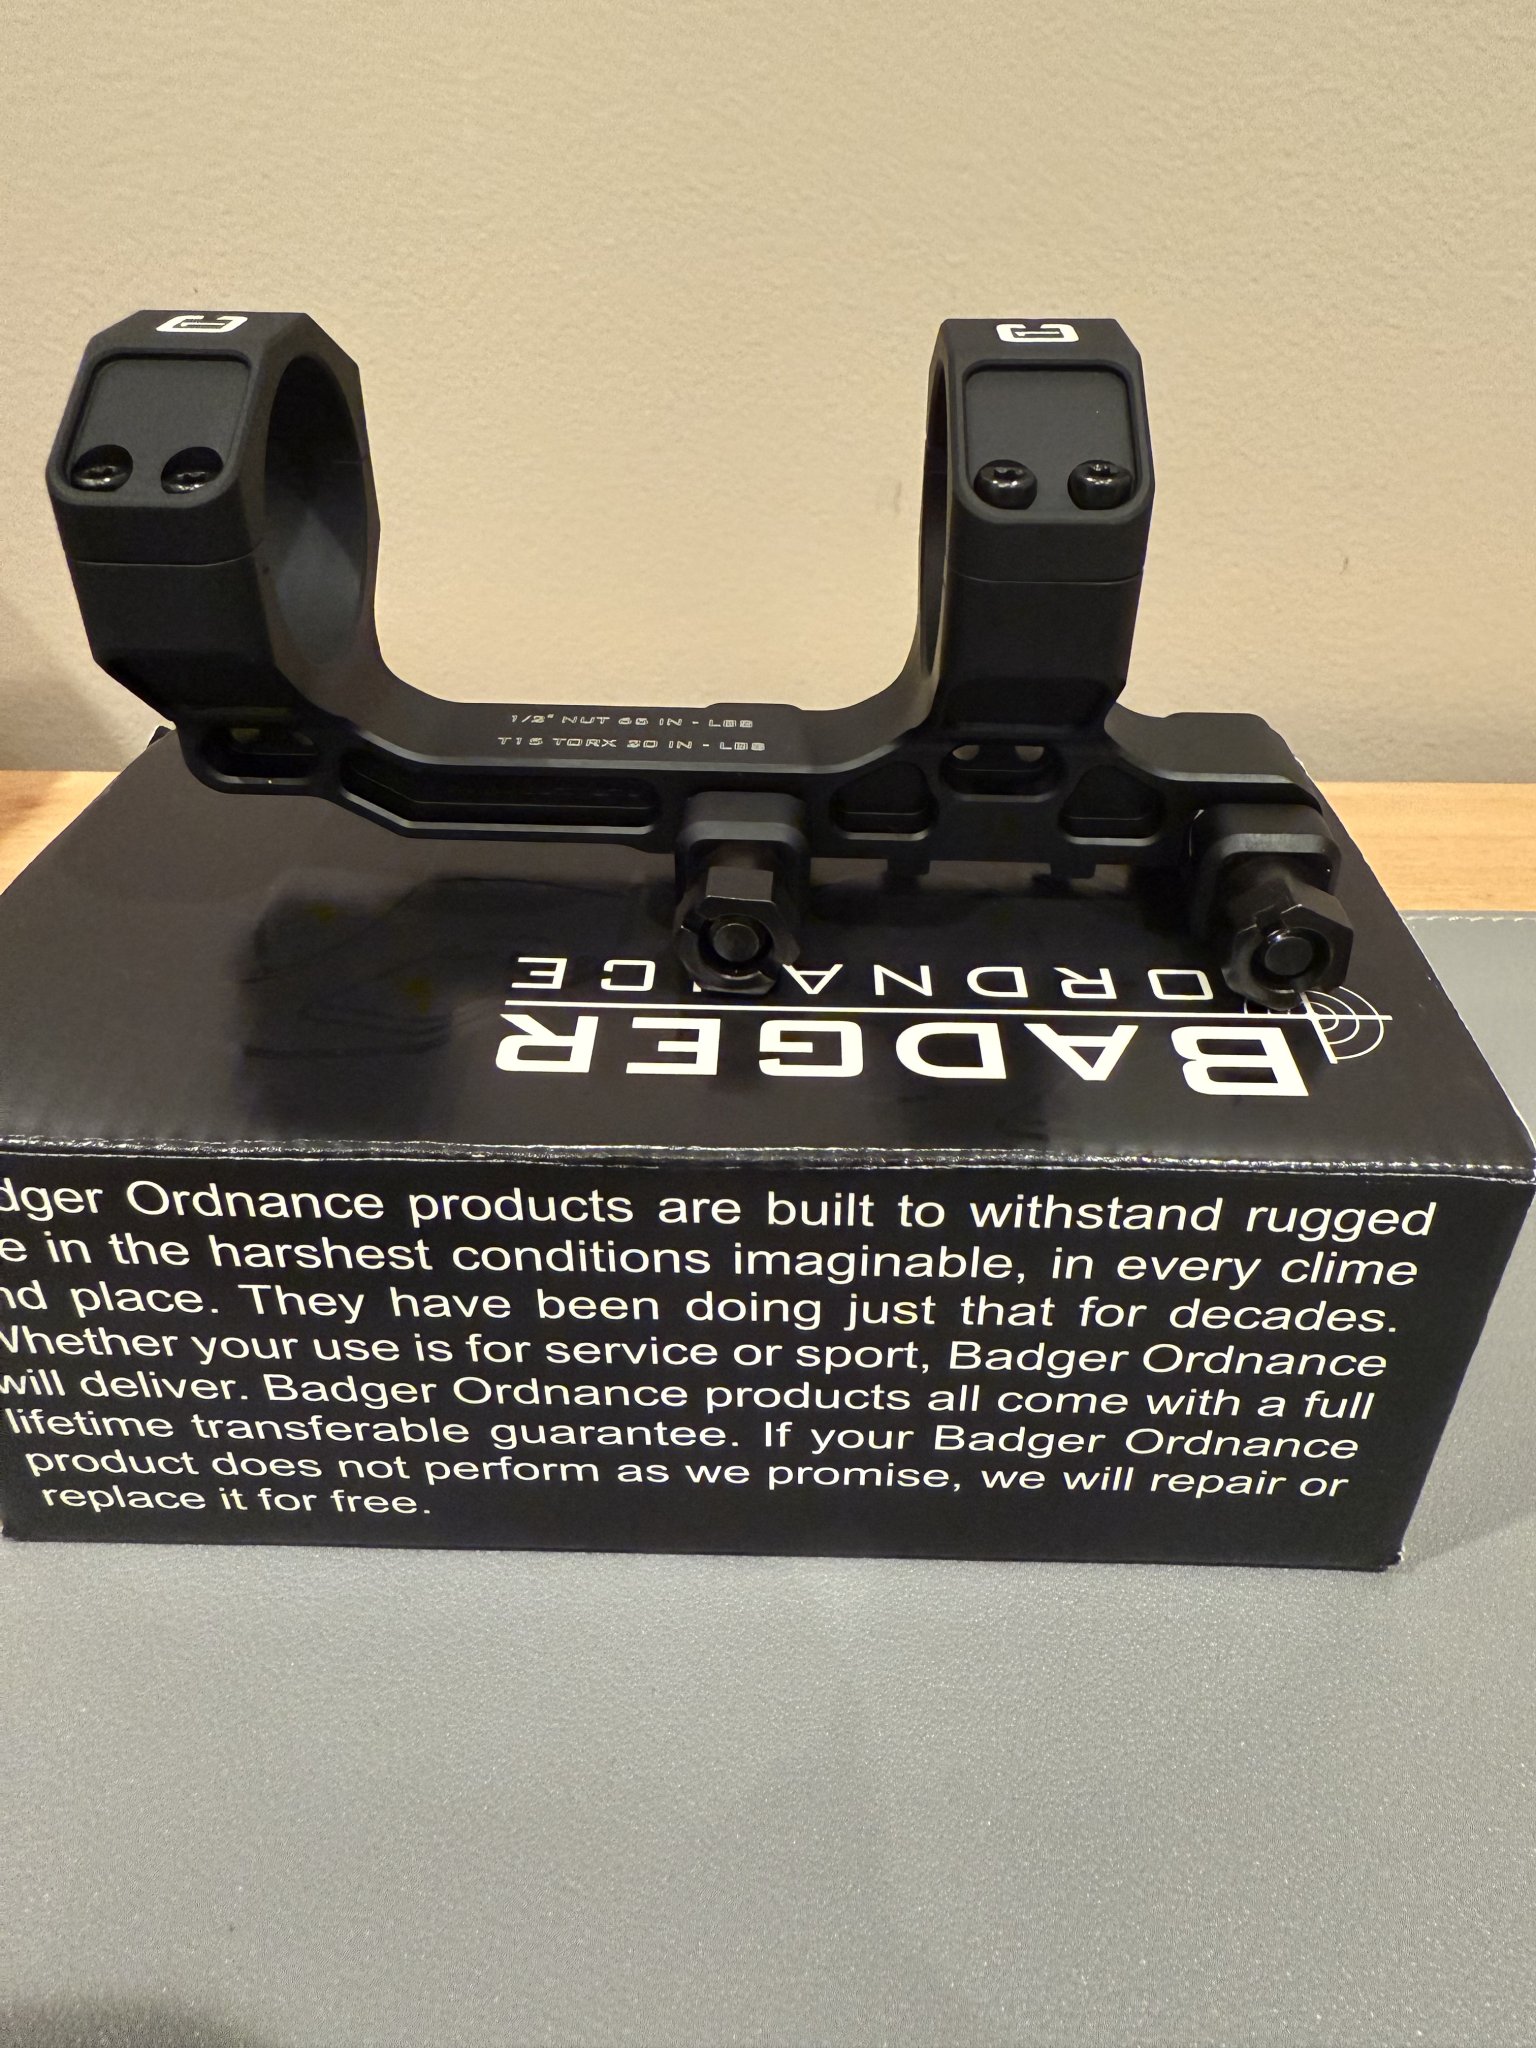 1/2" NUT 65 IN - LBS
T15 TORX 20 IN - LBS
BADGER
ORDNANCE
dger Ordnance products are built to withstand rugged
e in the harshest conditions imaginable, in every clime
nd place. They have been doing just that for decades.
Whether your use is for service or sport, Badger Ordnance
will deliver. Badger Ordnance products all come with a full
lifetime transferable guarantee. If your Badger Ordnance
product does not perform as we promise, we will repair or
replace it for free.